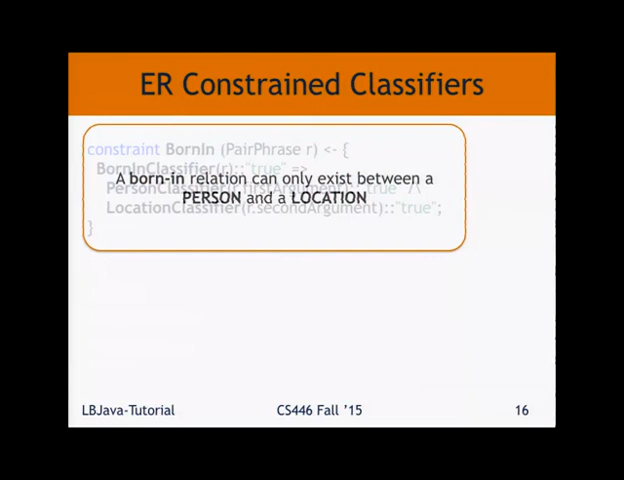 ER Constrained Classifiers
constraint BornIn (PairPhrase r) <- {
BornInClassifier(r)::"true" =>
A born-in relation can only exist between a
PersonClassifier(r.firstArgument)::"true" /\
PERSON and a LOCATION
LocationClassifier(r.secondArgument)::"true";
}
LBJava-Tutorial
CS446 Fall '15
16